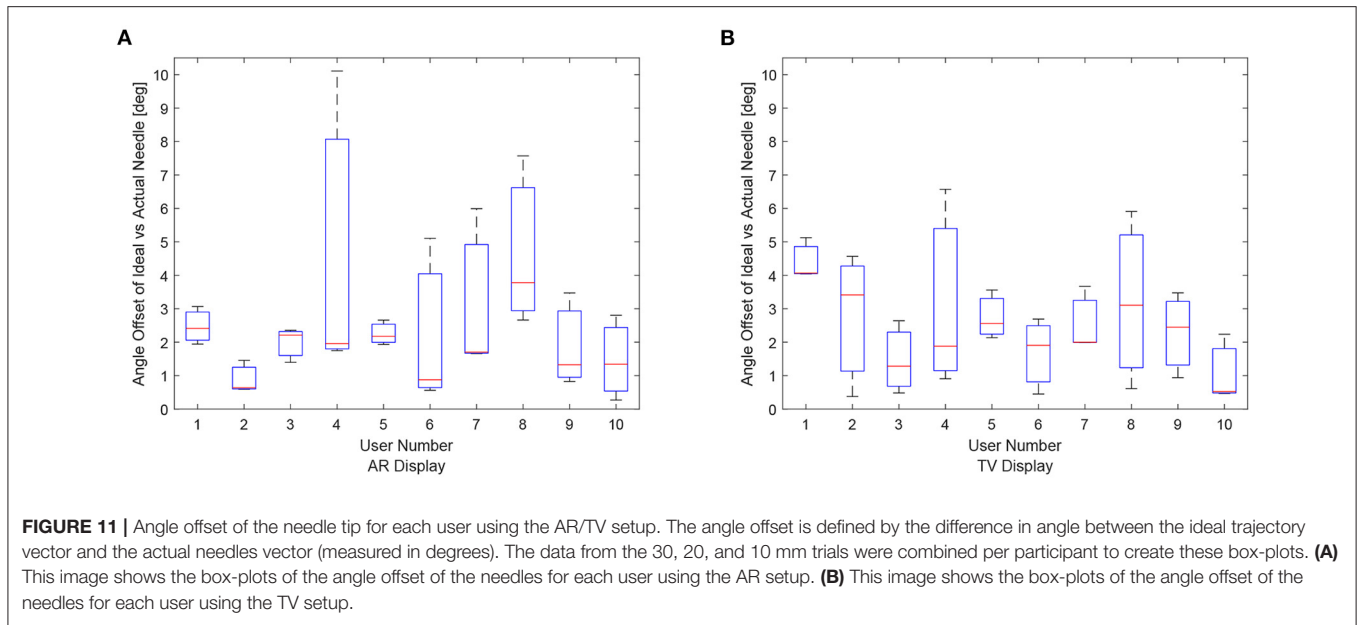 A
B
Angle Offset of Ideal vs Actual Needle [deg]
10
9
8
7
6
5
4
3
2
1
0
1 2 3 4 5 6 7 8 9 10
User Number
AR Display
Angle Offset of Ideal vs Actual Needle [deg]
10
9
8
7
6
5
4
3
2
1
0
1 2 3 4 5 6 7 8 9 10
User Number
TV Display
FIGURE 11 | Angle offset of the needle tip for each user using the AR/TV setup. The angle offset is defined by the difference in angle between the ideal trajectory
vector and the actual needles vector (measured in degrees). The data from the 30, 20, and 10 mm trials were combined per participant to create these box-plots. (A)
This image shows the box-plots of the angle offset of the needles for each user using the AR setup. (B) This image shows the box-plots of the angle offset of the
needles for each user using the TV setup.